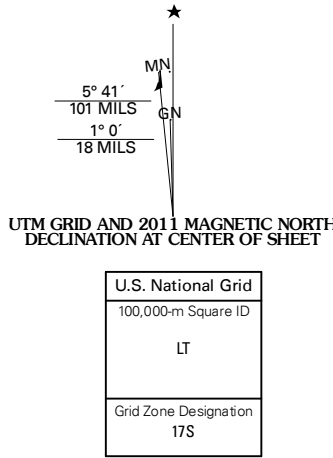 ★
MN
5° 41´
101 MILS
GN
1° 0´
18 MILS
UTM GRID AND 2011 MAGNETIC NORTH
DECLINATION AT CENTER OF SHEET
U.S. National Grid
100,000-m Square ID
LT
Grid Zone Designation
17S